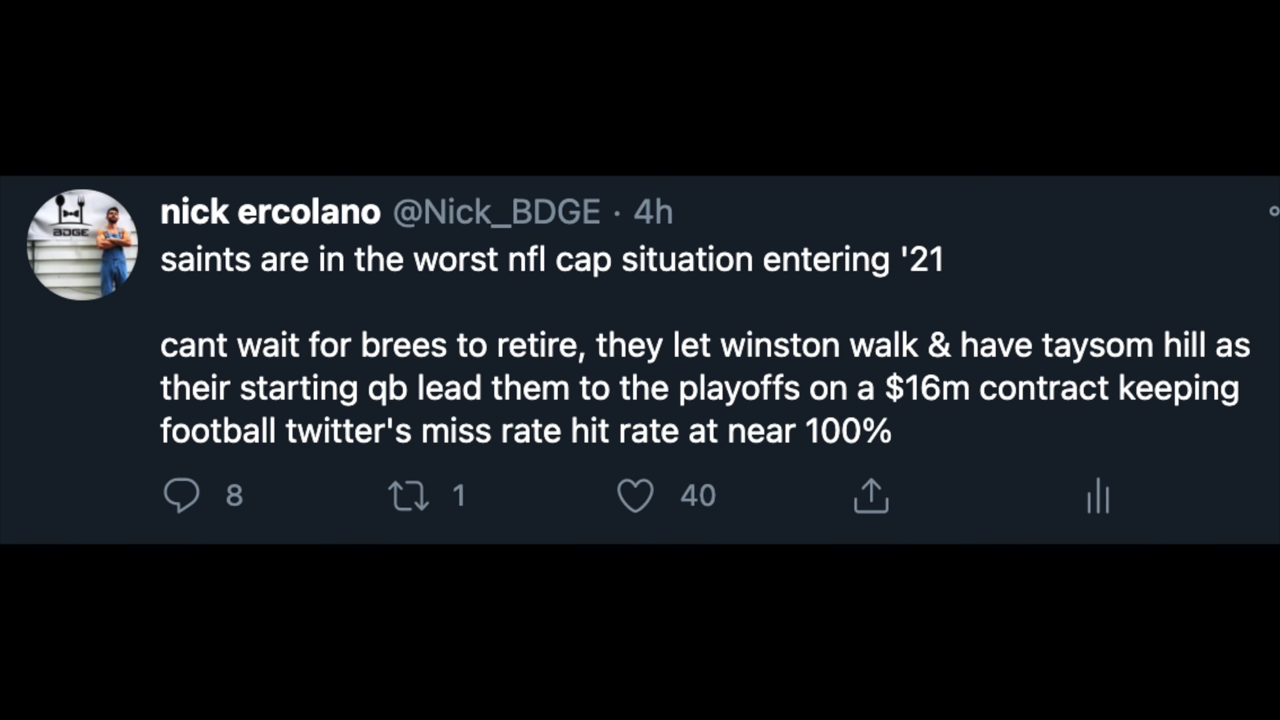 BDGE
nick ercolano @Nick_BDGE · 4h
saints are in the worst nfl cap situation entering '21
cant wait for brees to retire, they let winston walk & have taysom hill as
their starting qb lead them to the playoffs on a $16m contract keeping
football twitter's miss rate hit rate at near 100%
8 1 40